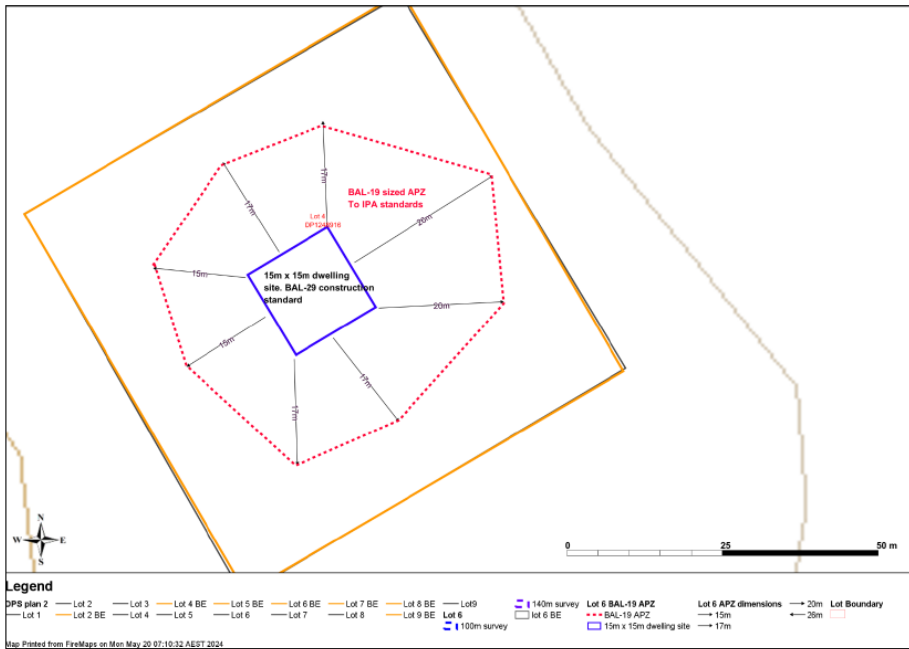 17m
17m
BAL-19 sized APZ
To IPA standards
Lot 4
26m
15m
15m x 15m dwelling
site. BAL-29 construction
standard
20m
15m
17m
17m
N
W E
S
0 25 50 m
Legend
DPS plan 2 Lot 2 Lot 3 Lot 4 BE Lot 5 BE Lot 6 BE Lot 7 BE Lot 8 BE Lot9 140m survey Lot 6 BAL-19 APZ Lot 6 APZ dimensions 20m Lot Boundary
Lot 1 Lot 2 BE Lot 4 Lot 5 Lot 6 Lot 7 Lot 8 Lot 9 BE Lot 6 lot 6 BE BAL-19 APZ 15m 26m
100m survey 15m x 15m dwelling site 17m
Map Printed from FireMaps on Mon May 20 07:10:32 AEST 2024